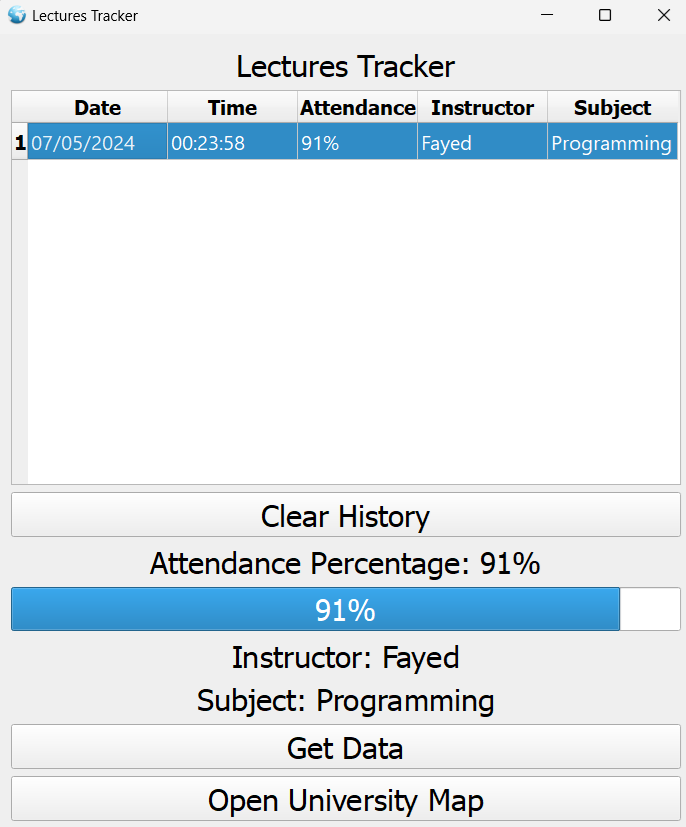 Lectures Tracker
Lectures Tracker
Date Time Attendance Instructor Subject
1 07/05/2024 00:23:58 91% Fayed Programming
Clear History
Attendance Percentage: 91%
91%
Instructor: Fayed
Subject: Programming
Get Data
Open University Map